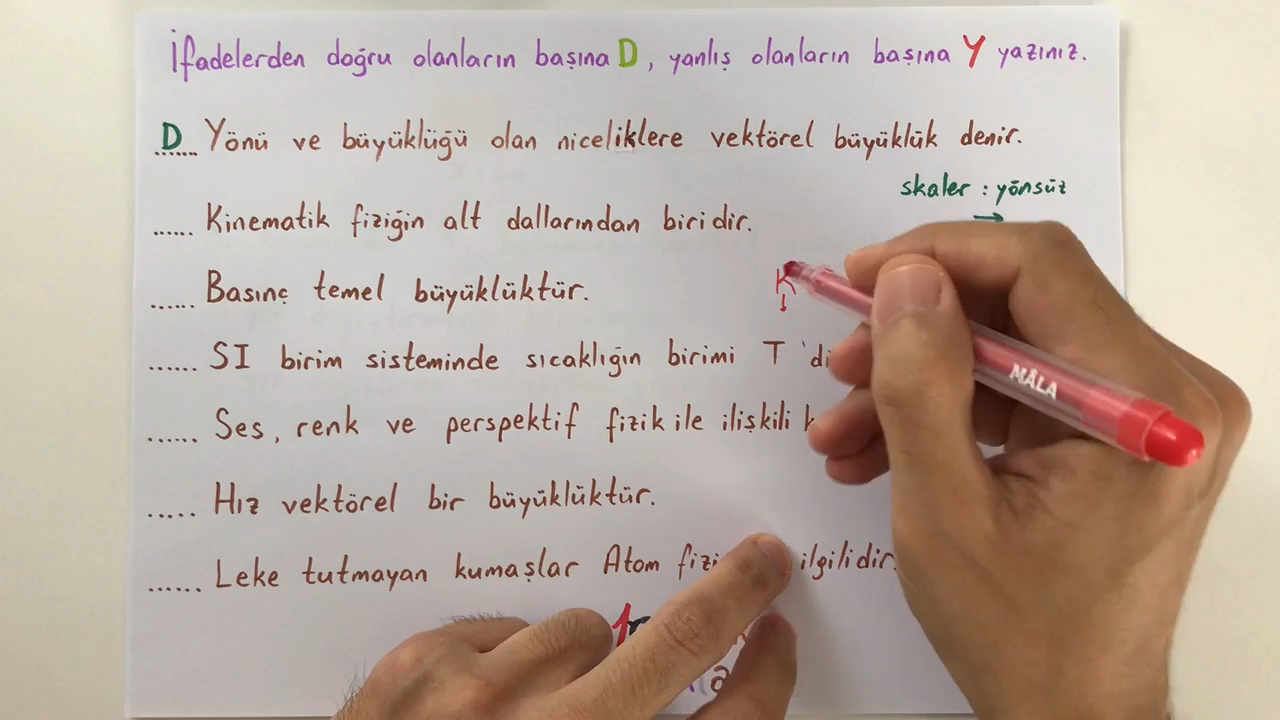 İfadelerden doğru olanların başına D, yanlış olanların başına Y yazınız.
D Yönü ve büyüklüğü olan niceliklere vektörel büyüklük denir.
skaler : yönsüz
→
...... Kinematik fiziğin alt dallarından biridir.
K
↓
...... Basınç temel büyüklüktür.
...... SI birim sisteminde sıcaklığın birimi T 'di
...... Ses, renk ve perspektif fizik ile ilişkili
..... Hız vektörel bir büyüklüktür.
...... Leke tutmayan kumaşlar Atom ilgilidir.
MÂLA